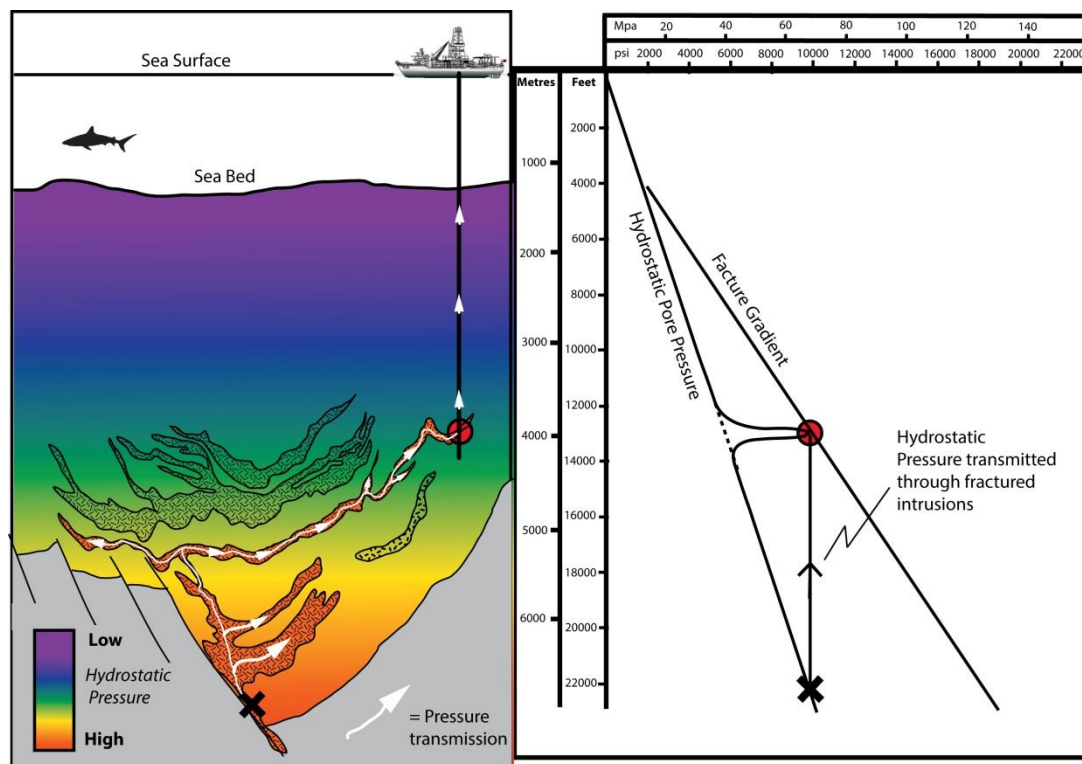 Sea Surface
Sea Bed
Low
Hydrostatic
Pressure
High
= Pressure
transmission
Mpa 20 40 60 80 100 120 140
psi 2000 4000 6000 8000 10000 12000 14000 16000 18000 20000 22000
Metres Feet
2000
1000
4000
6000
2000
8000
3000
10000
12000
4000
14000
5000
16000
18000
6000
20000
22000
Hydrostatic Pore Pressure
Facture Gradient
Hydrostatic
Pressure transmitted
through fractured
intrusions